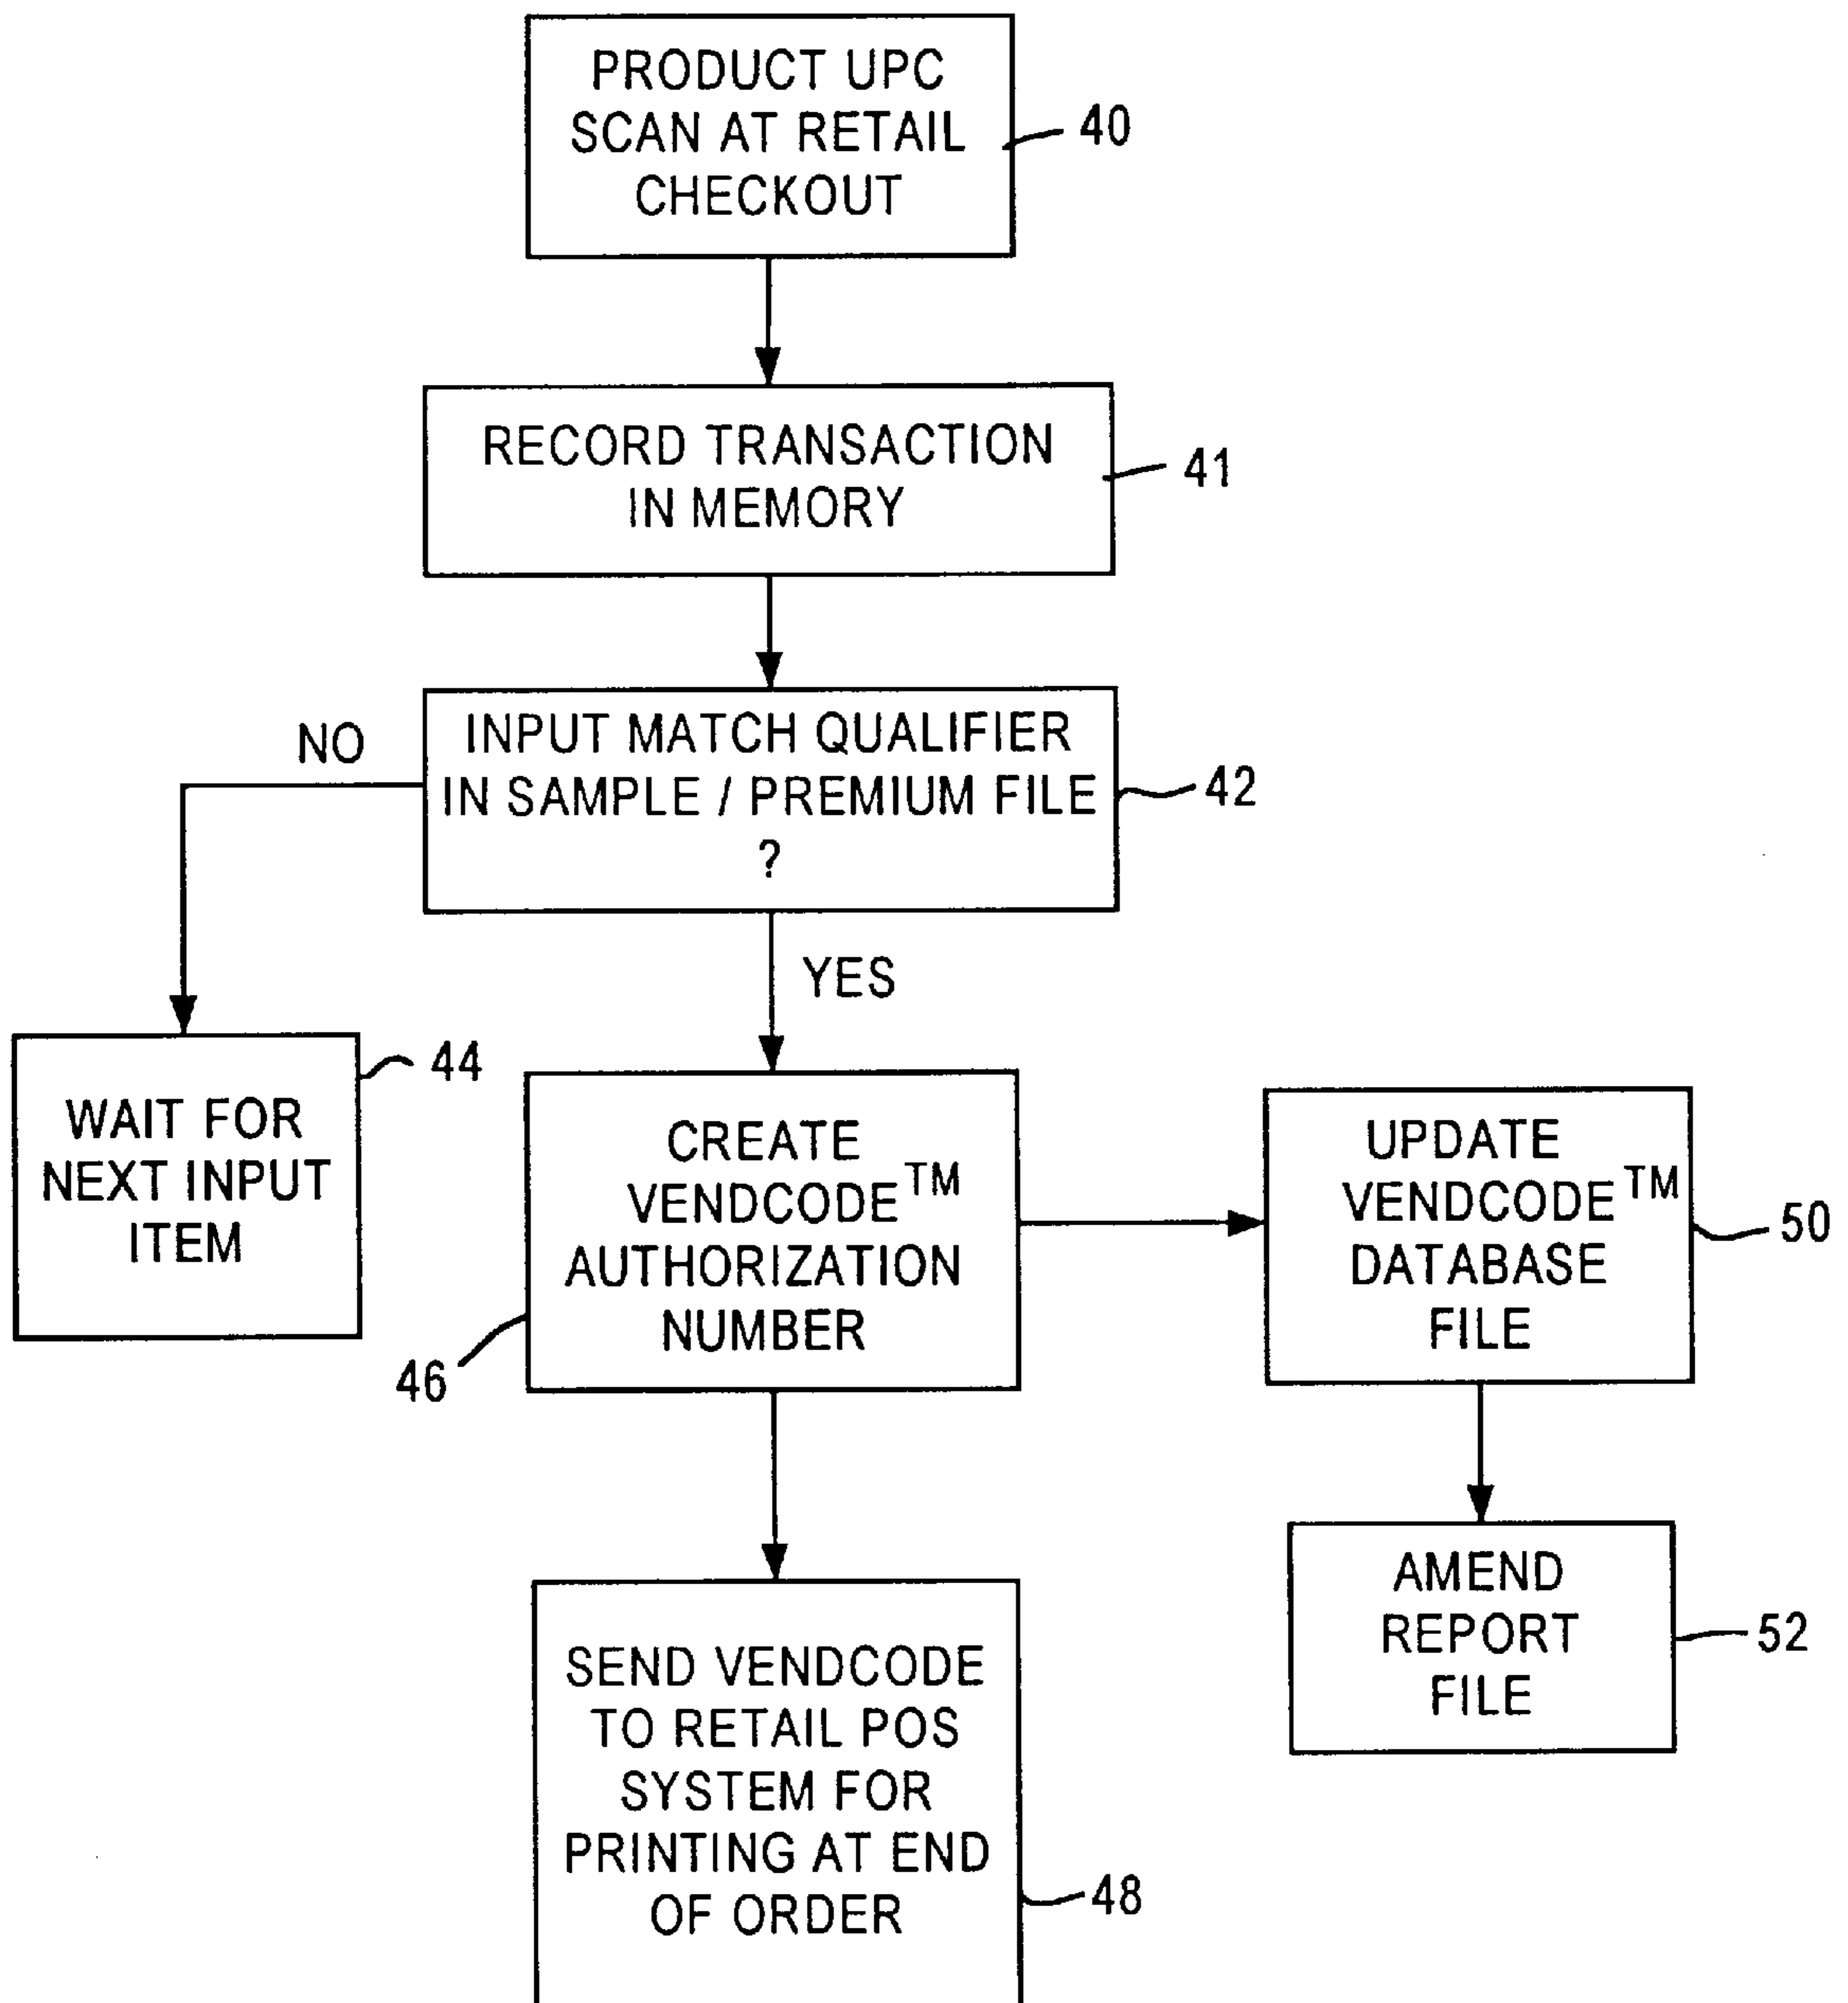 PRODUCT UPC
SCAN AT RETAIL
CHECKOUT
40
RECORD TRANSACTION
IN MEMORY
41
INPUT MATCH QUALIFIER
IN SAMPLE / PREMIUM FILE
?
42
NO
YES
WAIT FOR
NEXT INPUT
ITEM
44
CREATE
VENDCODE™
AUTHORIZATION
NUMBER
46
UPDATE
VENDCODE™
DATABASE
FILE
50
SEND VENDCODE
TO RETAIL POS
SYSTEM FOR
PRINTING AT END
OF ORDER
48
AMEND
REPORT
FILE
52